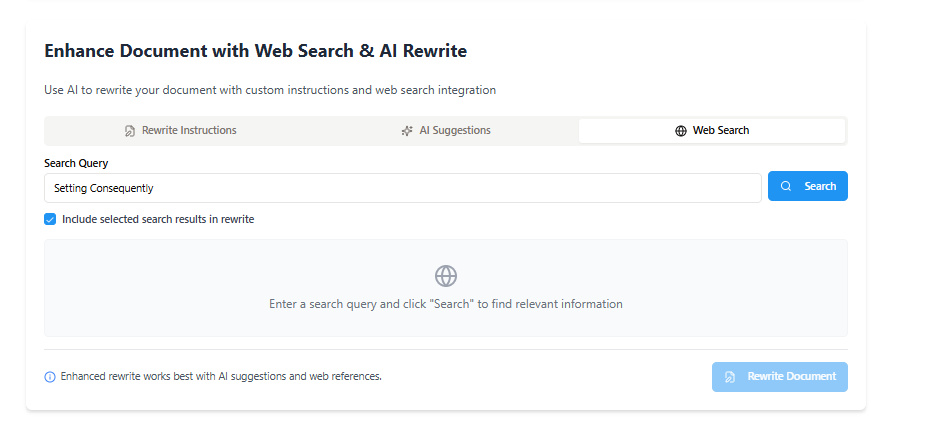 Enhance Document with Web Search & AI Rewrite
Use AI to rewrite your document with custom instructions and web search integration
Rewrite Instructions
AI Suggestions
Web Search
Search Query
Setting Consequently
Search
Include selected search results in rewrite
Enter a search query and click "Search" to find relevant information
Enhanced rewrite works best with AI suggestions and web references.
Rewrite Document